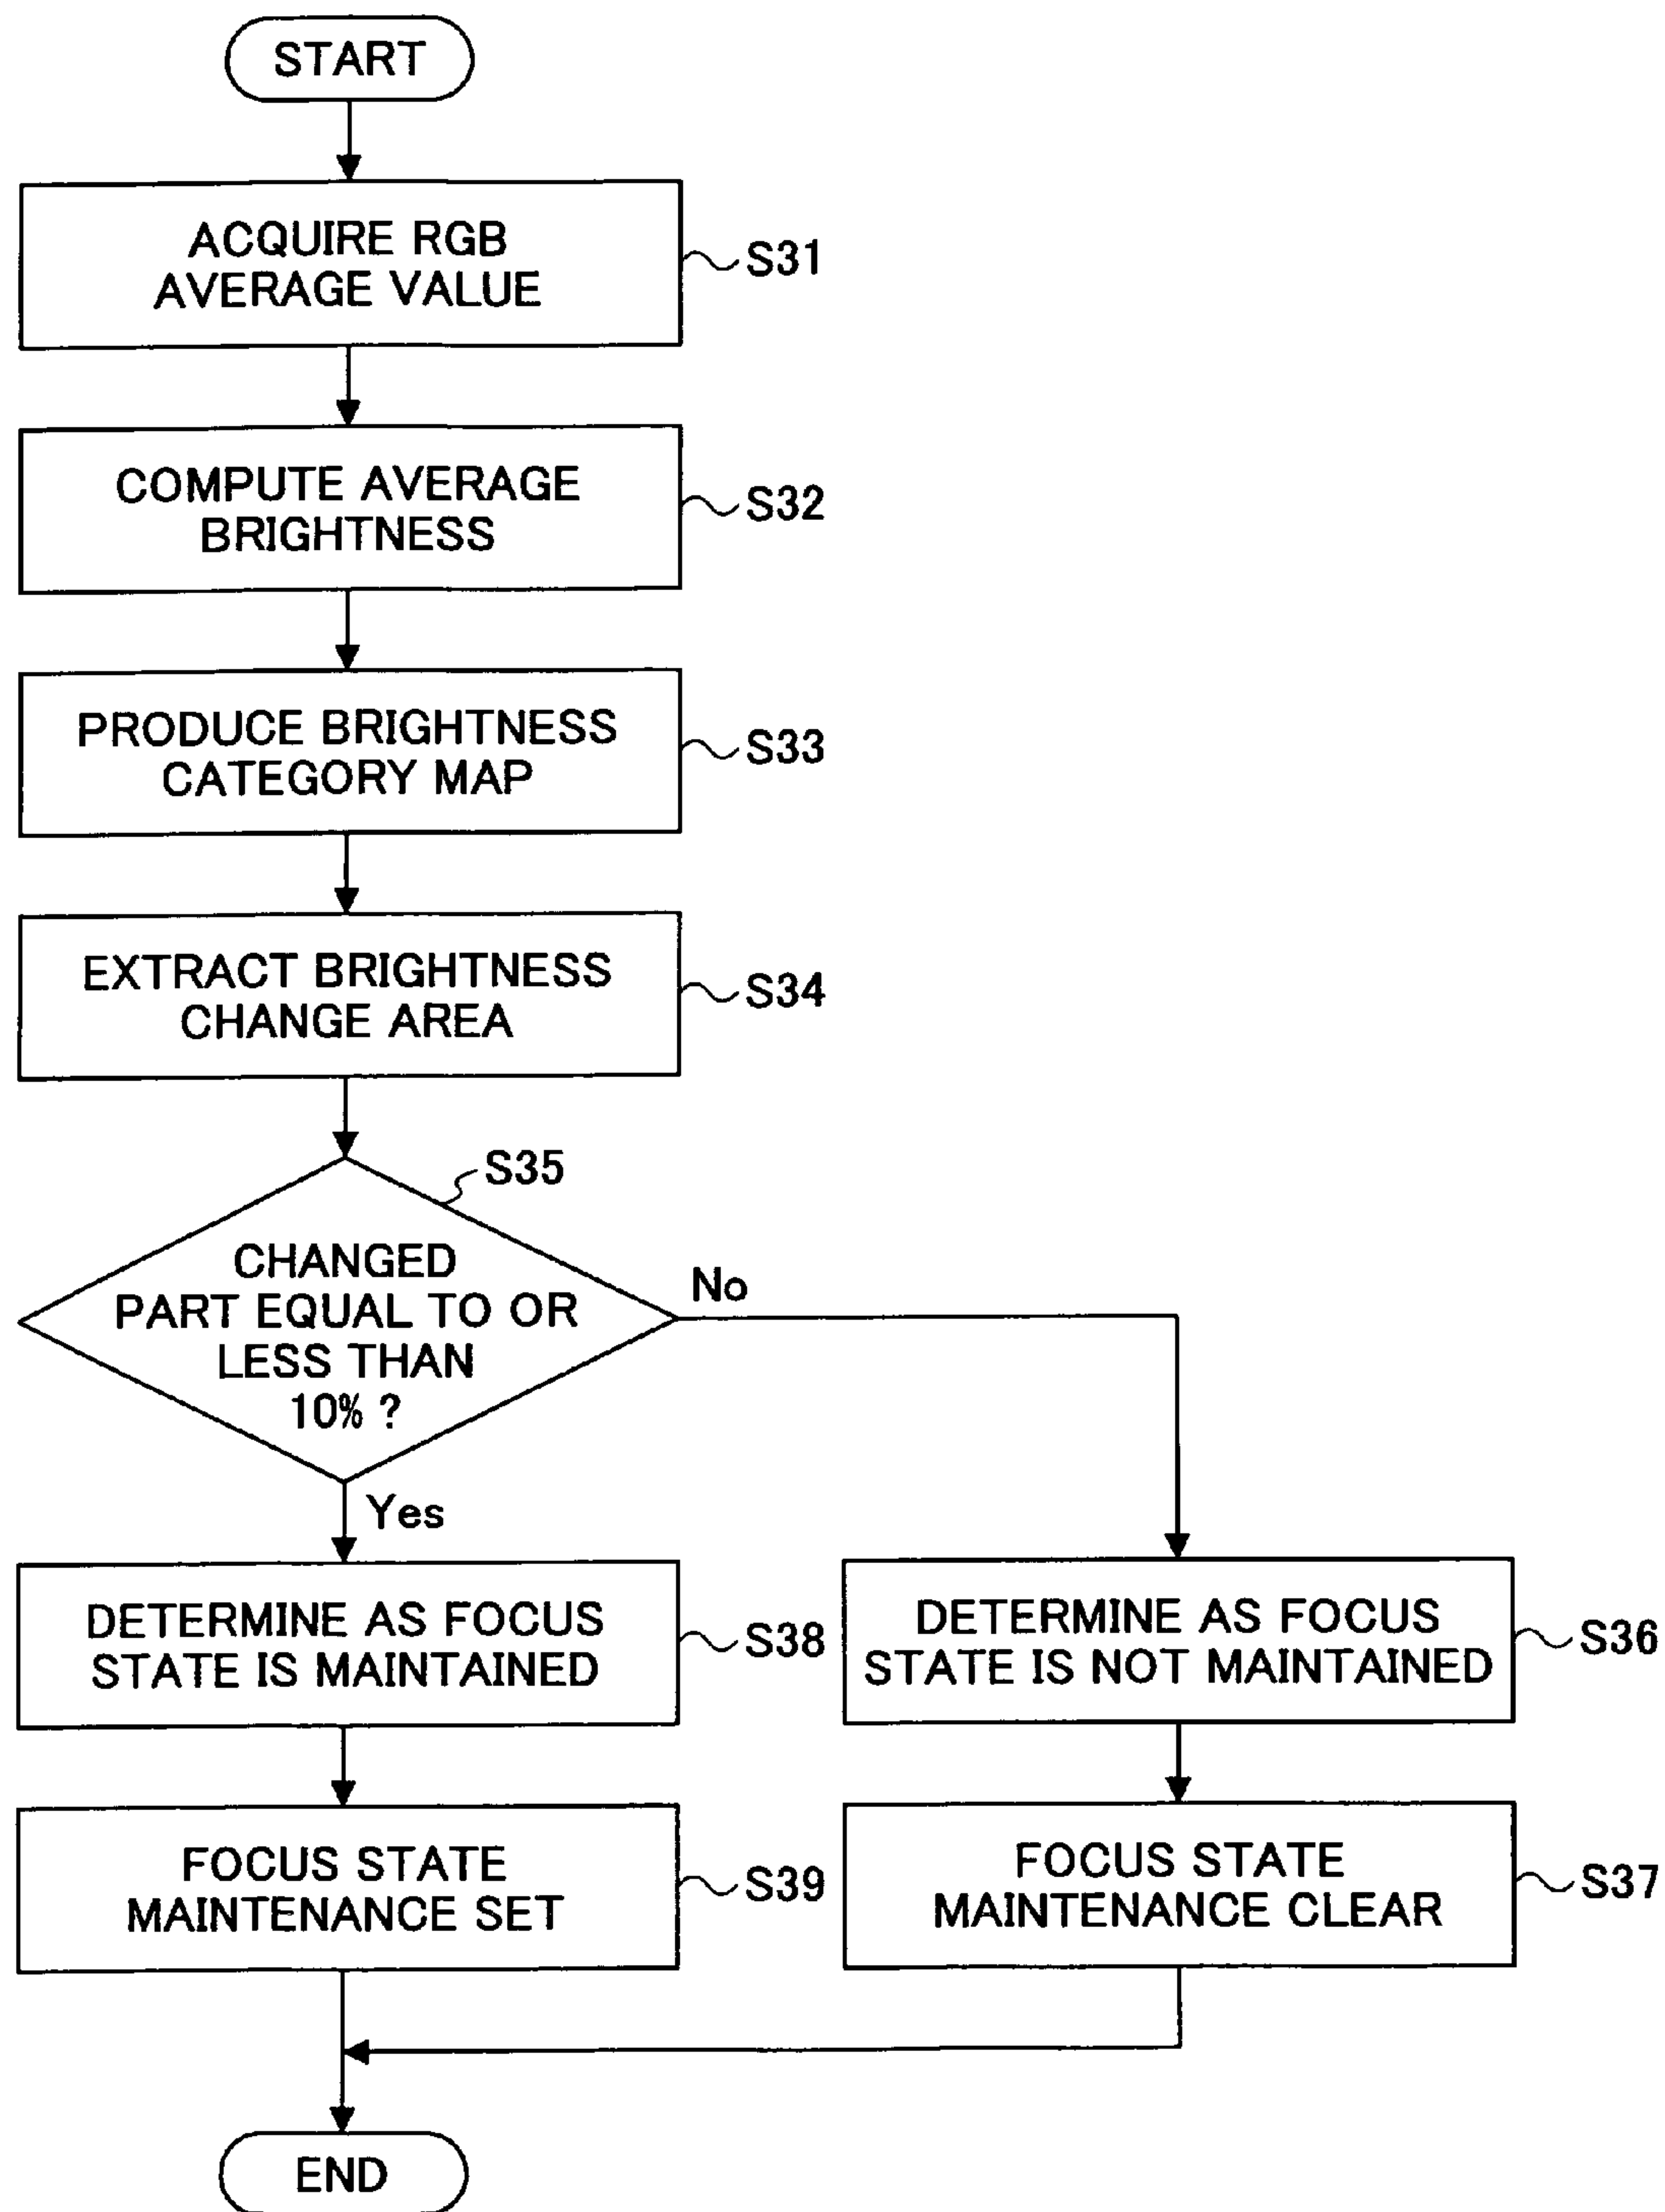 START
ACQUIRE RGB
AVERAGE VALUE
S31
COMPUTE AVERAGE
BRIGHTNESS
S32
PRODUCE BRIGHTNESS
CATEGORY MAP
S33
EXTRACT BRIGHTNESS
CHANGE AREA
S34
S35
CHANGED
PART EQUAL TO OR
LESS THAN
10% ?
No
Yes
DETERMINE AS FOCUS
STATE IS MAINTAINED
S38
DETERMINE AS FOCUS
STATE IS NOT MAINTAINED
S36
FOCUS STATE
MAINTENANCE SET
S39
FOCUS STATE
MAINTENANCE CLEAR
S37
END